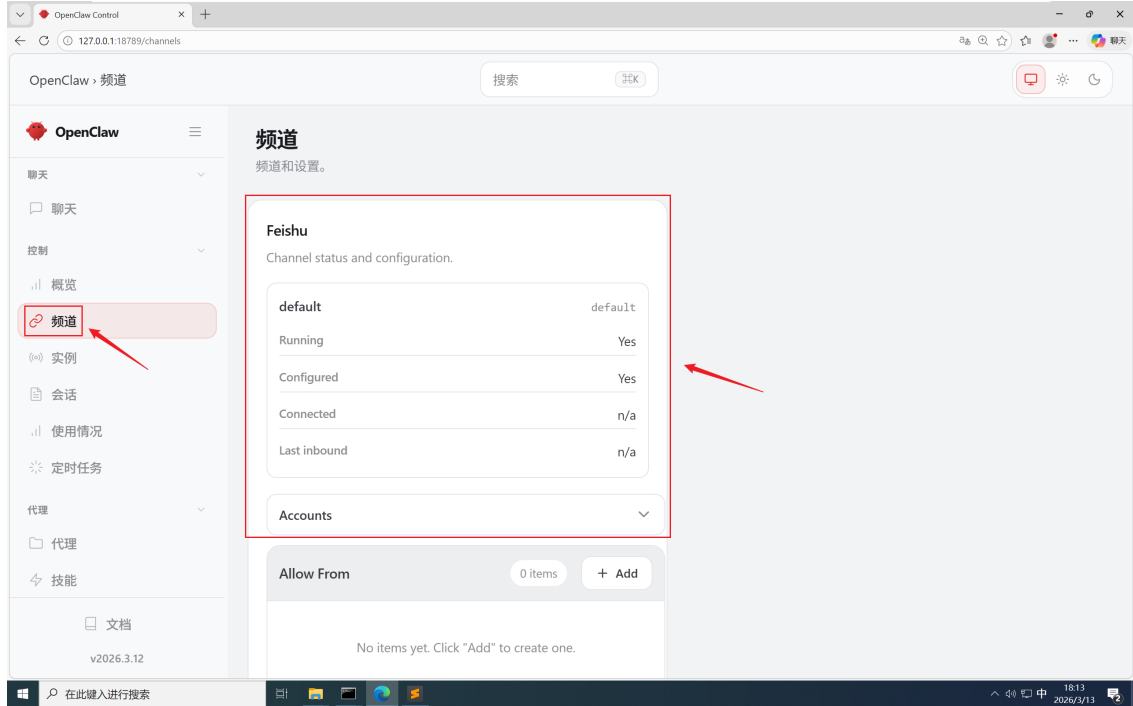 OpenClaw Control
127.0.0.1:18789/channels
聊天
OpenClaw › 频道
搜索
⌘K
OpenClaw
聊天
聊天
控制
概览
频道
实例
会话
使用情况
定时任务
代理
代理
技能
文档
v2026.3.12
频道
频道和设置。
Feishu
Channel status and configuration.
default default
Running Yes
Configured Yes
Connected n/a
Last inbound n/a
Accounts
Allow From 0 items + Add
No items yet. Click "Add" to create one.
在此键入进行搜索
中
18:13
2026/3/13
2